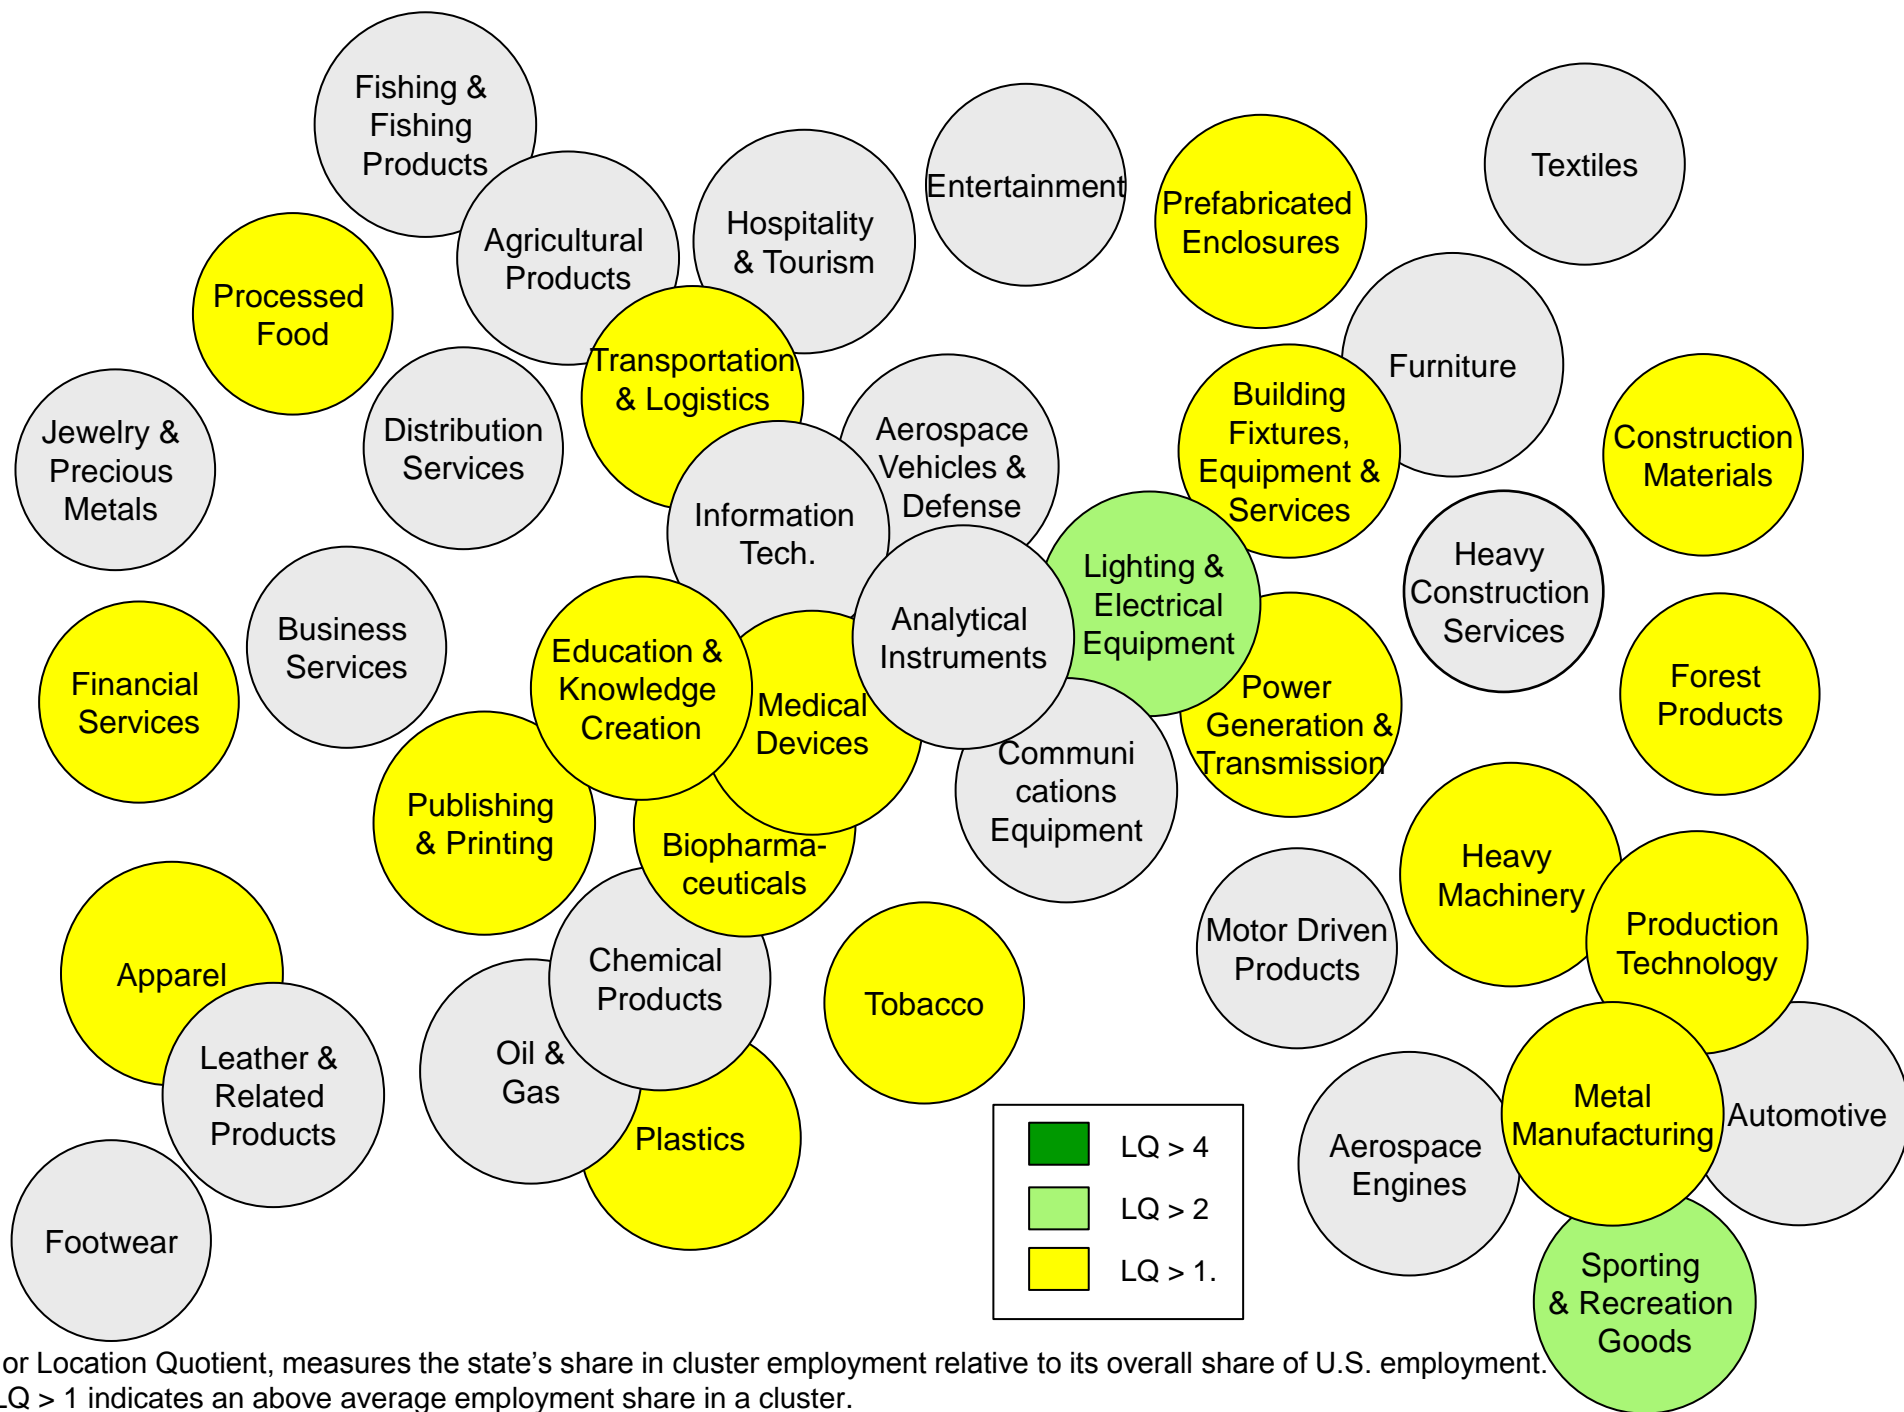 Fishing &
Fishing
Products
Textiles
Entertainment
Prefabricated
Enclosures
Hospitality
& Tourism
Agricultural
Products
Processed
Food
Transportation
& Logistics
Furniture
Building
Fixtures,
Equipment &
Services
Construction
Materials
Jewelry &
Precious
Metals
Distribution
Services
Aerospace
Vehicles &
Defense
Information
Tech.
Lighting &
Electrical
Equipment
Heavy
Construction
Services
Analytical
Instruments
Business
Services
Education &
Knowledge
Creation
Financial
Services
Medical
Devices
Power
Generation &
Transmission
Forest
Products
Communi
cations
Equipment
Publishing
& Printing
Biopharma-
ceuticals
Heavy
Machinery
Motor Driven
Products
Production
Technology
Apparel
Chemical
Products
Tobacco
Leather &
Related
Products
Oil &
Gas
Plastics
Metal
Manufacturing
Automotive
Aerospace
Engines
Footwear
LQ > 4
LQ > 2
LQ > 1.
Sporting
& Recreation
Goods
or Location Quotient, measures the state’s share in cluster employment relative to its overall share of U.S. employment.
LQ > 1 indicates an above average employment share in a cluster.